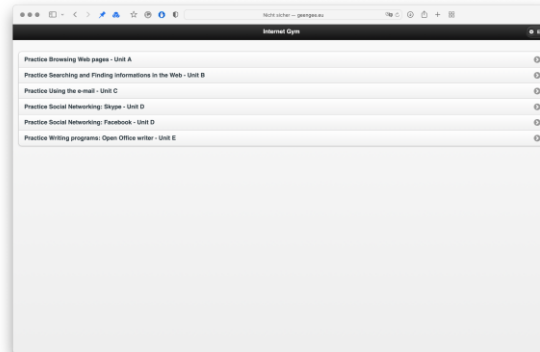 Nicht sicher — geengee.eu
Internet Gym
Practice Browsing Web pages - Unit A
Practice Searching and Finding informations in the Web - Unit B
Practice Using the e-mail - Unit C
Practice Social Networking: Skype - Unit D
Practice Social Networking: Facebook - Unit D
Practice Writing programs: Open Office writer - Unit E